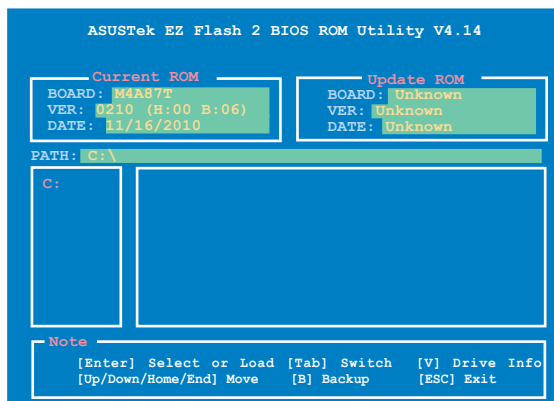 ASUSTek EZ Flash 2 BIOS ROM Utility V4.14
Current ROM
BOARD: M4A87T
VER: 0210 (H:00 B:06)
DATE: 11/16/2010
Update ROM
BOARD: Unknown
VER: Unknown
DATE: Unknown
PATH: C:\
C:
Note
[Enter] Select or Load [Tab] Switch [V] Drive Info
[Up/Down/Home/End] Move [B] Backup [ESC] Exit